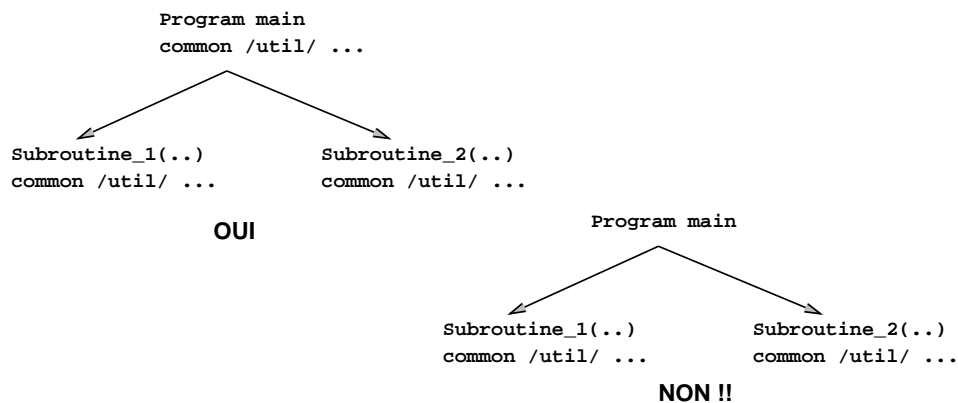 Program main
common /util/ ...
Subroutine_1(..)
common /util/ ...
Subroutine_2(..)
common /util/ ...
OUI
Program main
Subroutine_1(..)
common /util/ ...
Subroutine_2(..)
common /util/ ...
NON !!